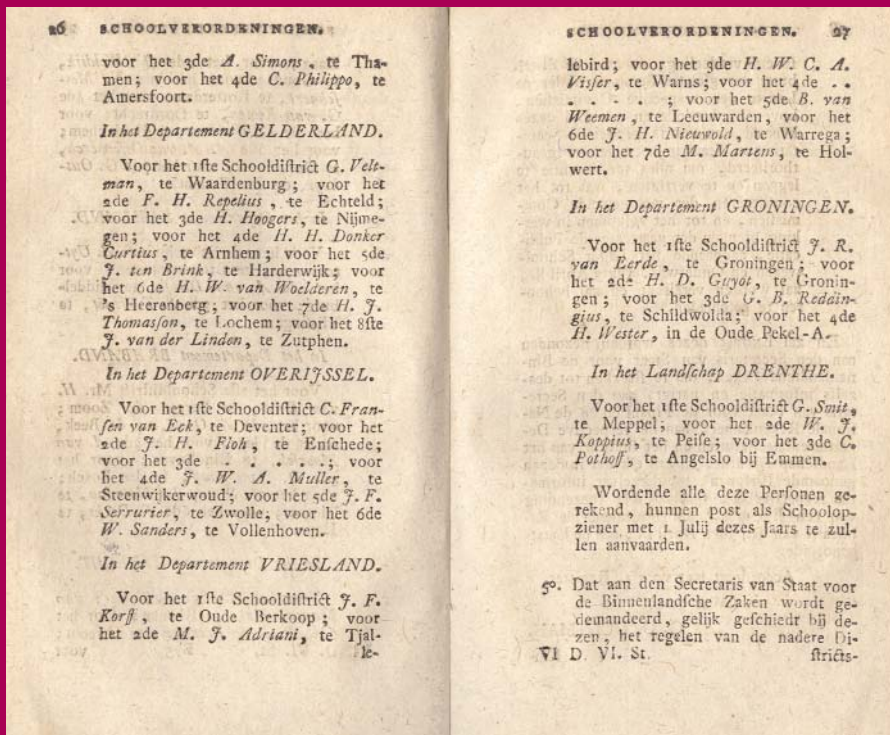 26 SCHOOLVERORDENINGEN.
voor het 3de A. Simons, te Tha-
men; voor het 4de C. Philippo, te
Amersfoort.
In het Departement GELDERLAND.
Voor het 1ſte Schooldiſtrict G. Velt-
man, te Waardenburg; voor het
2de F. H. Repelius, te Echteld;
voor het 3de H. Hoogers, te Nijme-
gen; voor het 4de H. H. Donker
Curtius, te Arnhem; voor het 5de
J. ten Brink, te Harderwijk; voor
het 6de H. W. van Woelderen, te
's Heerenberg; voor het 7de H. J.
Thomasſon, te Lochem; voor het 8ſte
J. van der Linden, te Zutphen.
In het Departement OVERIJSSEL.
Voor het 1ſte Schooldiſtrict C. Fran-
ſen van Eck, te Deventer; voor het
2de J. H. Floh, te Enſchede;
voor het 3de . . . . .; voor
het 4de J. W. A. Muller, te
Steenwijkerwoud; voor het 5de J. F.
Serrurier, te Zwolle; voor het 6de
W. Sanders, te Vollenhoven.
In het Departement VRIESLAND.
Voor het 1ſte Schooldiſtrict J. F.
Korff, te Oude Berkoop; voor
het 2de M. J. Adriani, te Tjal-
le-
SCHOOLVERORDENINGEN. 27
lebird; voor het 3de H. W. C. A.
Visſer, te Warns; voor het 4de . .
. . . . ; voor het 5de B. van
Weemen, te Leeuwarden, voor het
6de J. H. Nieuwold, te Warrega;
voor het 7de M. Martens, te Hol-
wert.
In het Departement GRONINGEN.
Voor het 1ſte Schooldiſtrict J. R.
van Eerde, te Groningen; voor
het 2de H. D. Guyot, te Gronin-
gen; voor het 3de G. B. Reddin-
gius, te Schildwolda; voor het 4de
H. Wester, in de Oude Pekel-A.
In het Landſchap DRENTHE.
Voor het 1ſte Schooldiſtrict G. Smit,
te Meppel; voor het 2de W. J.
Koppius, te Peiſe; voor het 3de C.
Pothoff, te Angelslo bij Emmen.
Wordende alle deze Perſonen ge-
rekend, hunnen post als Schoolop-
ziener met 1 Julij dezes Jaars te zul-
len aanvaarden.
50. Dat aan den Secretaris van Staat voor
de Binnenlandſche Zaken wordt ge-
demandeerd, gelijk geſchiedt bij de-
zen, het regelen van de nadere Di-
VI D. VI. St. ſtricts-